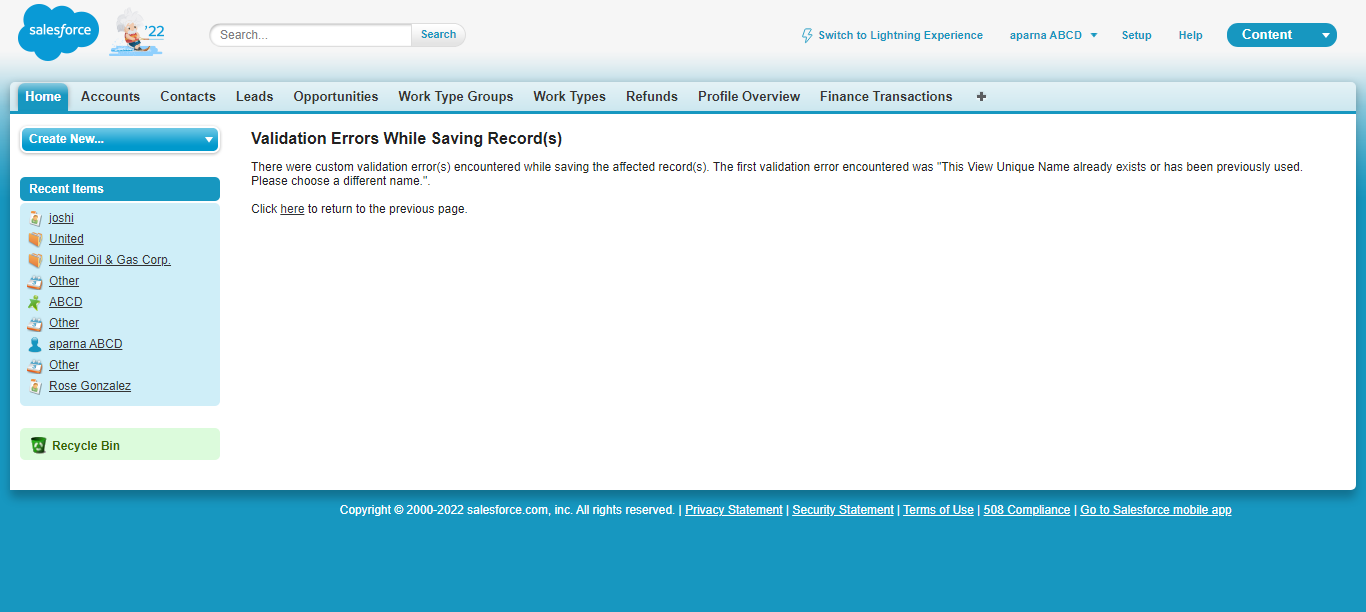 salesforce
'22
Search...
Search
Switch to Lightning Experience
aparna ABCD
Setup
Help
Content
Home
Accounts
Contacts
Leads
Opportunities
Work Type Groups
Work Types
Refunds
Profile Overview
Finance Transactions
Create New...
Recent Items
joshi
United
United Oil & Gas Corp.
Other
ABCD
Other
aparna ABCD
Other
Rose Gonzalez
Recycle Bin
Validation Errors While Saving Record(s)
There were custom validation error(s) encountered while saving the affected record(s). The first validation error encountered was "This View Unique Name already exists or has been previously used.
Please choose a different name.".
Click here to return to the previous page.
Copyright © 2000-2022 salesforce.com, inc. All rights reserved. | Privacy Statement | Security Statement | Terms of Use | 508 Compliance | Go to Salesforce mobile app